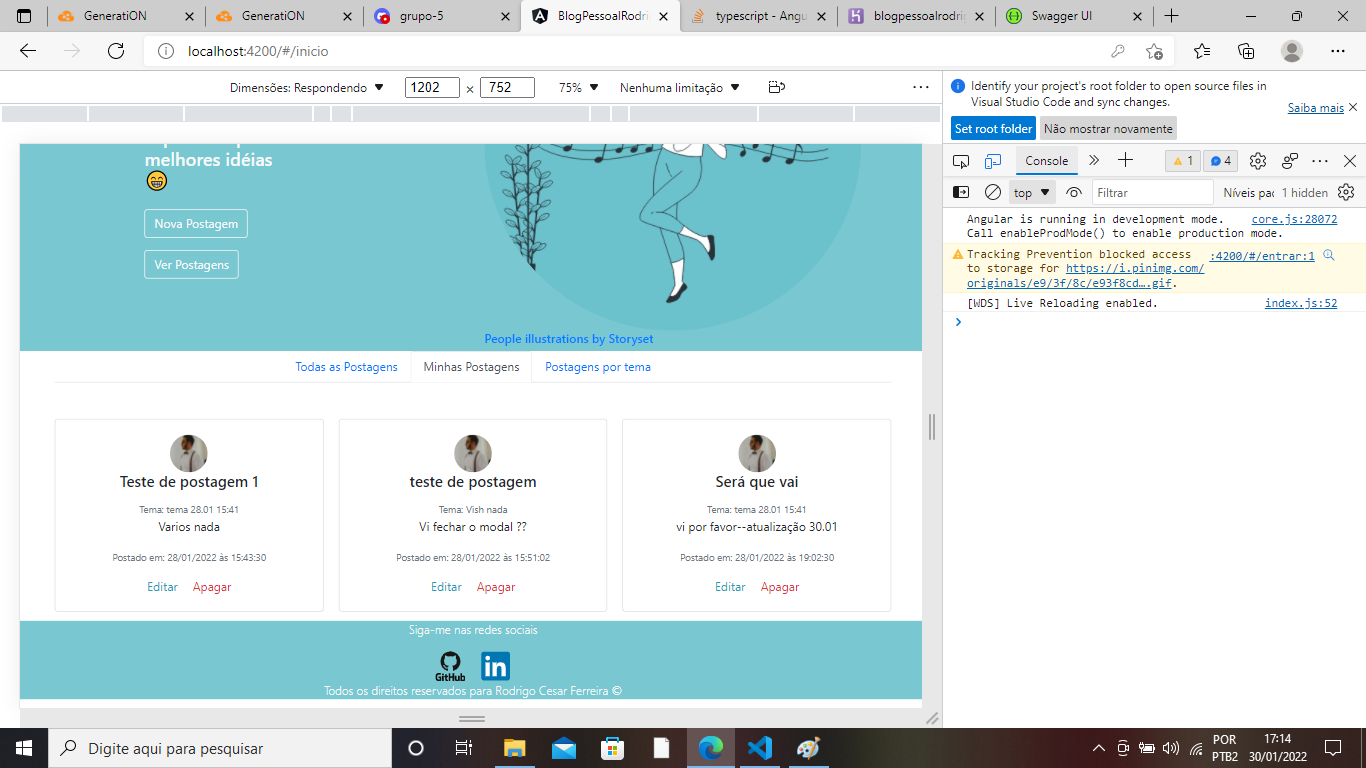 GeneratiON
GeneratiON
grupo-5
BlogPessoalRodri
typescript - Angu
blogpessoalrodri
Swagger UI
localhost:4200/#/inicio
Dimensões: Respondendo
1202
×
752
75%
Nenhuma limitação
melhores idéias
Nova Postagem
Ver Postagens
People illustrations by Storyset
Todas as Postagens
Minhas Postagens
Postagens por tema
Teste de postagem 1
Tema: tema 28.01 15:41
Varios nada
Postado em: 28/01/2022 às 15:43:30
Editar
Apagar
teste de postagem
Tema: Vish nada
Vi fechar o modal ??
Postado em: 28/01/2022 às 15:51:02
Editar
Apagar
Será que vai
Tema: tema 28.01 15:41
vi por favor--atualização 30.01
Postado em: 28/01/2022 às 19:02:30
Editar
Apagar
Siga-me nas redes sociais
GitHub
in
Todos os direitos reservados para Rodrigo Cesar Ferreira ©
Identify your project's root folder to open source files in
Visual Studio Code and sync changes.
Saiba mais
Set root folder
Não mostrar novamente
Console
1
4
top
Filtrar
Níveis pac
1 hidden
Angular is running in development mode.
core.js:28072
Call enableProdMode() to enable production mode.
Tracking Prevention blocked access
:4200/#/entrar:1
to storage for https://i.pinimg.com/
originals/e9/3f/8c/e93f8cd….gif.
[WDS] Live Reloading enabled.
index.js:52
Digite aqui para pesquisar
POR
PTB2
17:14
30/01/2022